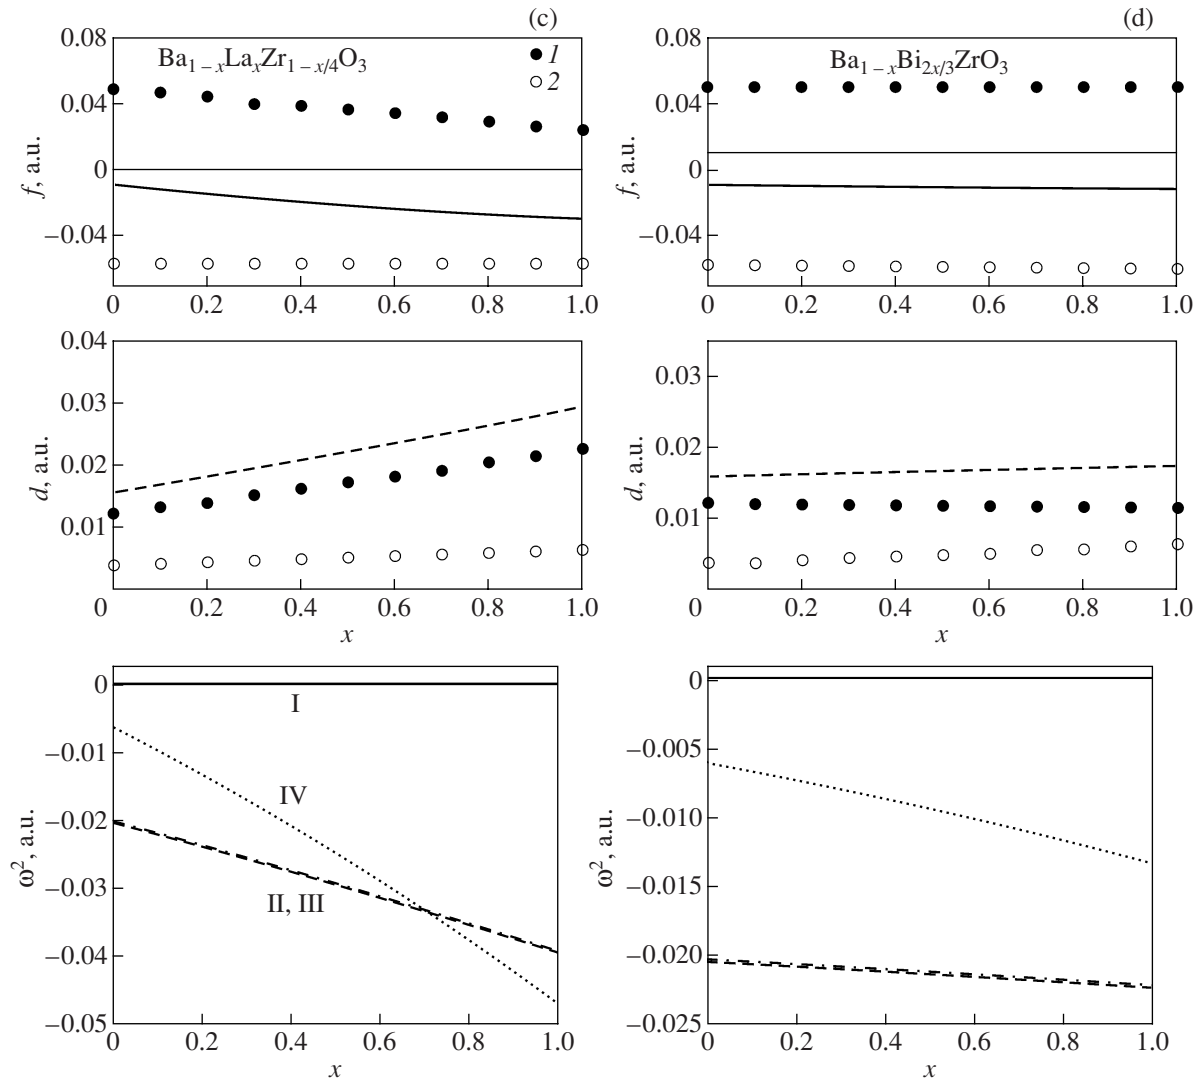 (c)
Ba1 – xLaxZr1 – x/4O3
1
2
0.08
0.04
0
–0.04
f, a.u.
0 0.2 0.4 0.6 0.8 1.0
(d)
Ba1 – xBi2x/3ZrO3
0.08
0.04
0
–0.04
f, a.u.
0 0.2 0.4 0.6 0.8 1.0
0.04
0.03
0.02
0.01
d, a.u.
0 0.2 0.4 0.6 0.8 1.0
x
0.03
0.02
0.01
d, a.u.
0 0.2 0.4 0.6 0.8 1.0
x
0
–0.01
–0.02
–0.03
–0.04
–0.05
ω2, a.u.
I
IV
II, III
0 0.2 0.4 0.6 0.8 1.0
x
0
–0.005
–0.010
–0.015
–0.020
–0.025
ω2, a.u.
0 0.2 0.4 0.6 0.8 1.0
x